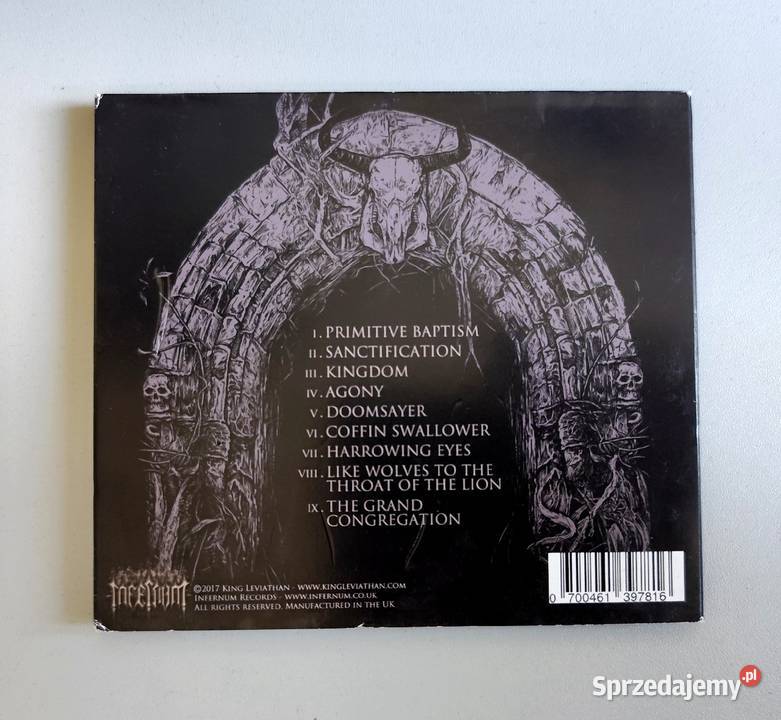 I. PRIMITIVE BAPTISM
II. SANCTIFICATION
III. KINGDOM
IV. AGONY
V. DOOMSAYER
VI. COFFIN SWALLOWER
VII. HARROWING EYES
VIII. LIKE WOLVES TO THE
THROAT OF THE LION
IX. THE GRAND
CONGREGATION
INFERNUM
©2017 KING LEVIATHAN - WWW.KINGLEVIATHAN.COM
INFERNUM RECORDS - WWW.INFERNUM.CO.UK
ALL RIGHTS RESERVED. MANUFACTURED IN THE UK
0 700461 397816
Sprzedajemy.pl